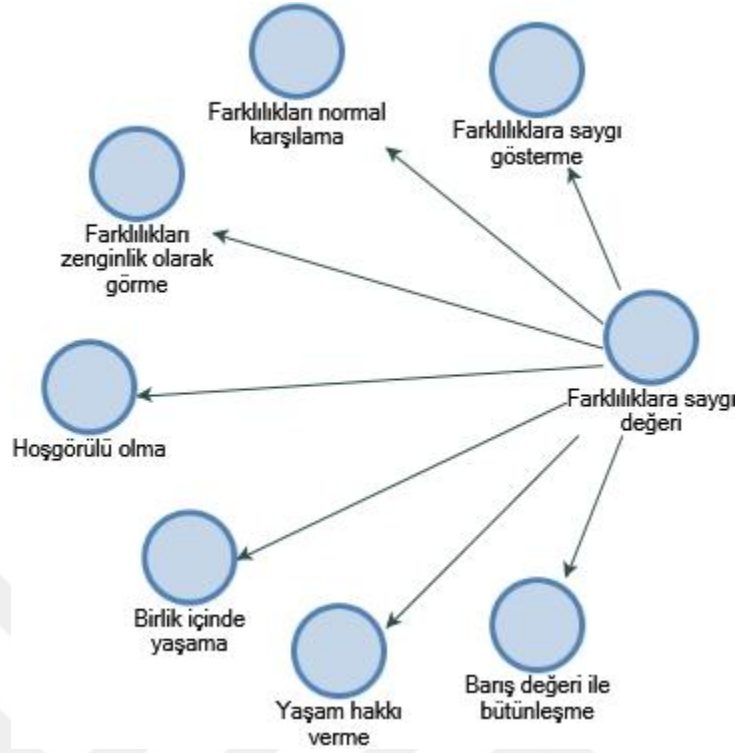 Farklılıkları normal
karşılama
Farklılıklara saygı
gösterme
Farklılıkları
zenginlik olarak
görme
Farklılıklara saygı
değeri
Hoşgörülü olma
Birlik içinde
yaşama
Yaşam hakkı
verme
Barış değeri ile
bütünleşme